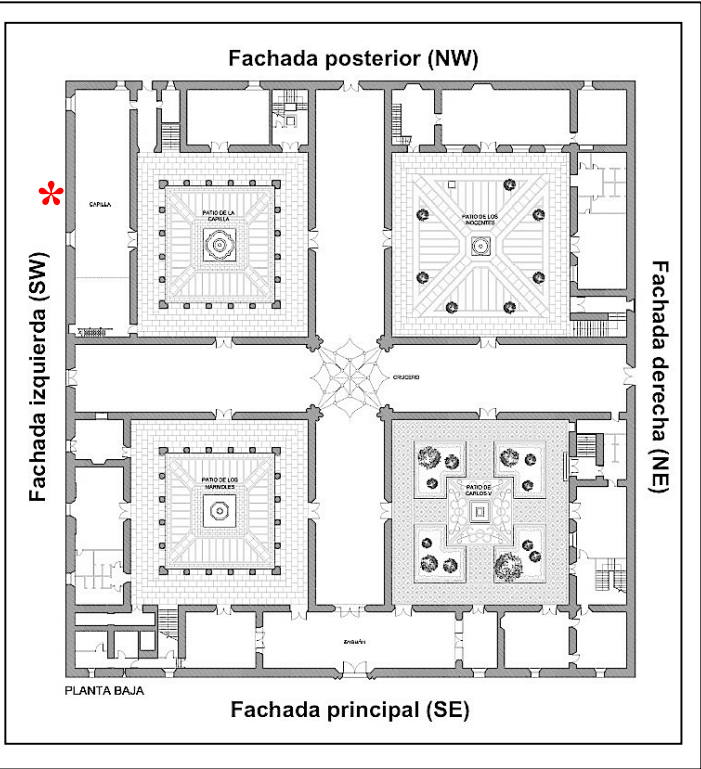 Fachada posterior (NW)
CAPILLA
PATIO DE LA
CAPILLA
PATIO DE LOS
INOCENTES
Fachada izquierda (SW)
Fachada derecha (NE)
CRUCERO
PATIO DE LOS
MARMOLES
PATIO DE
CARLOS V
ZAGUÁN
PLANTA BAJA
Fachada principal (SE)